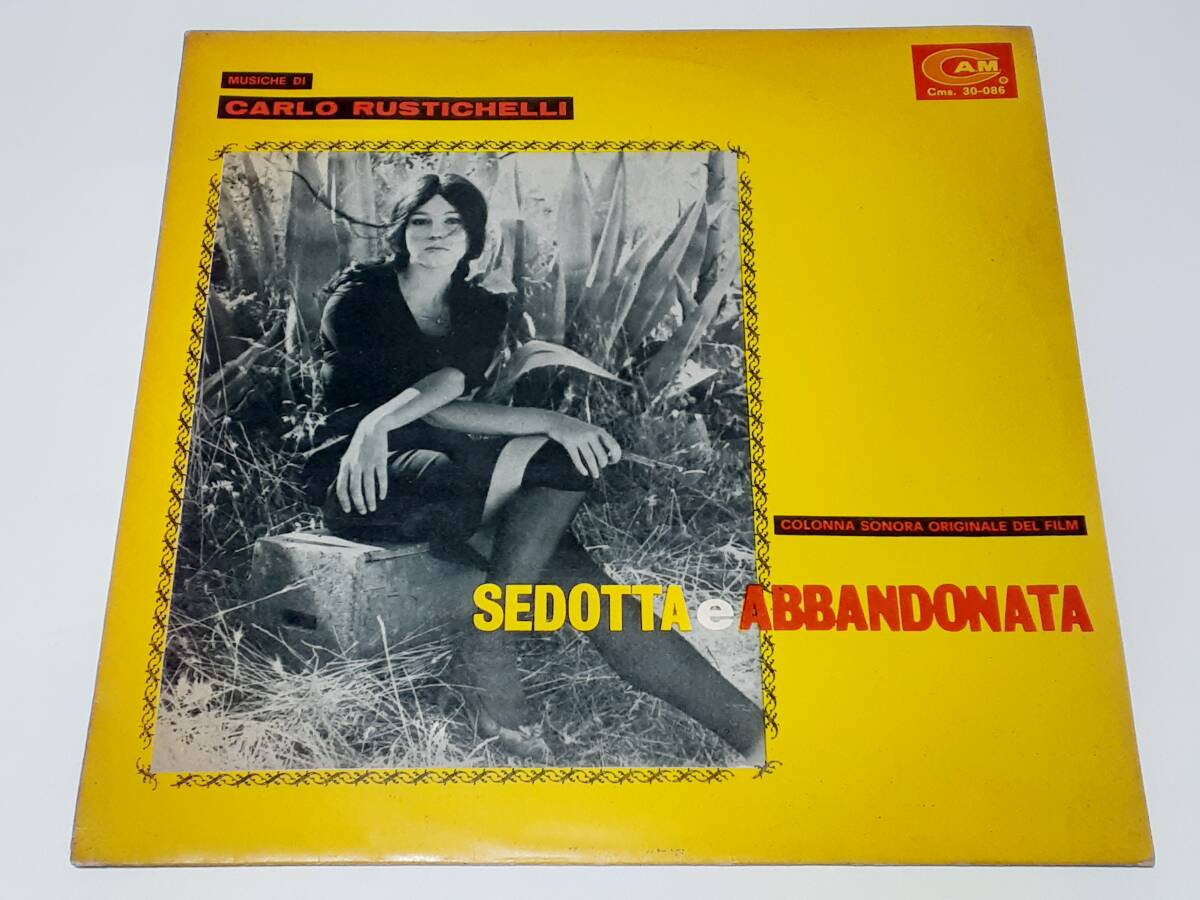 MUSICHE DI
CARLO RUSTICHELLI
CAM
Cms. 30-086
COLONNA SONORA ORIGINALE DEL FILM
SEDOTTA e ABBANDONATA